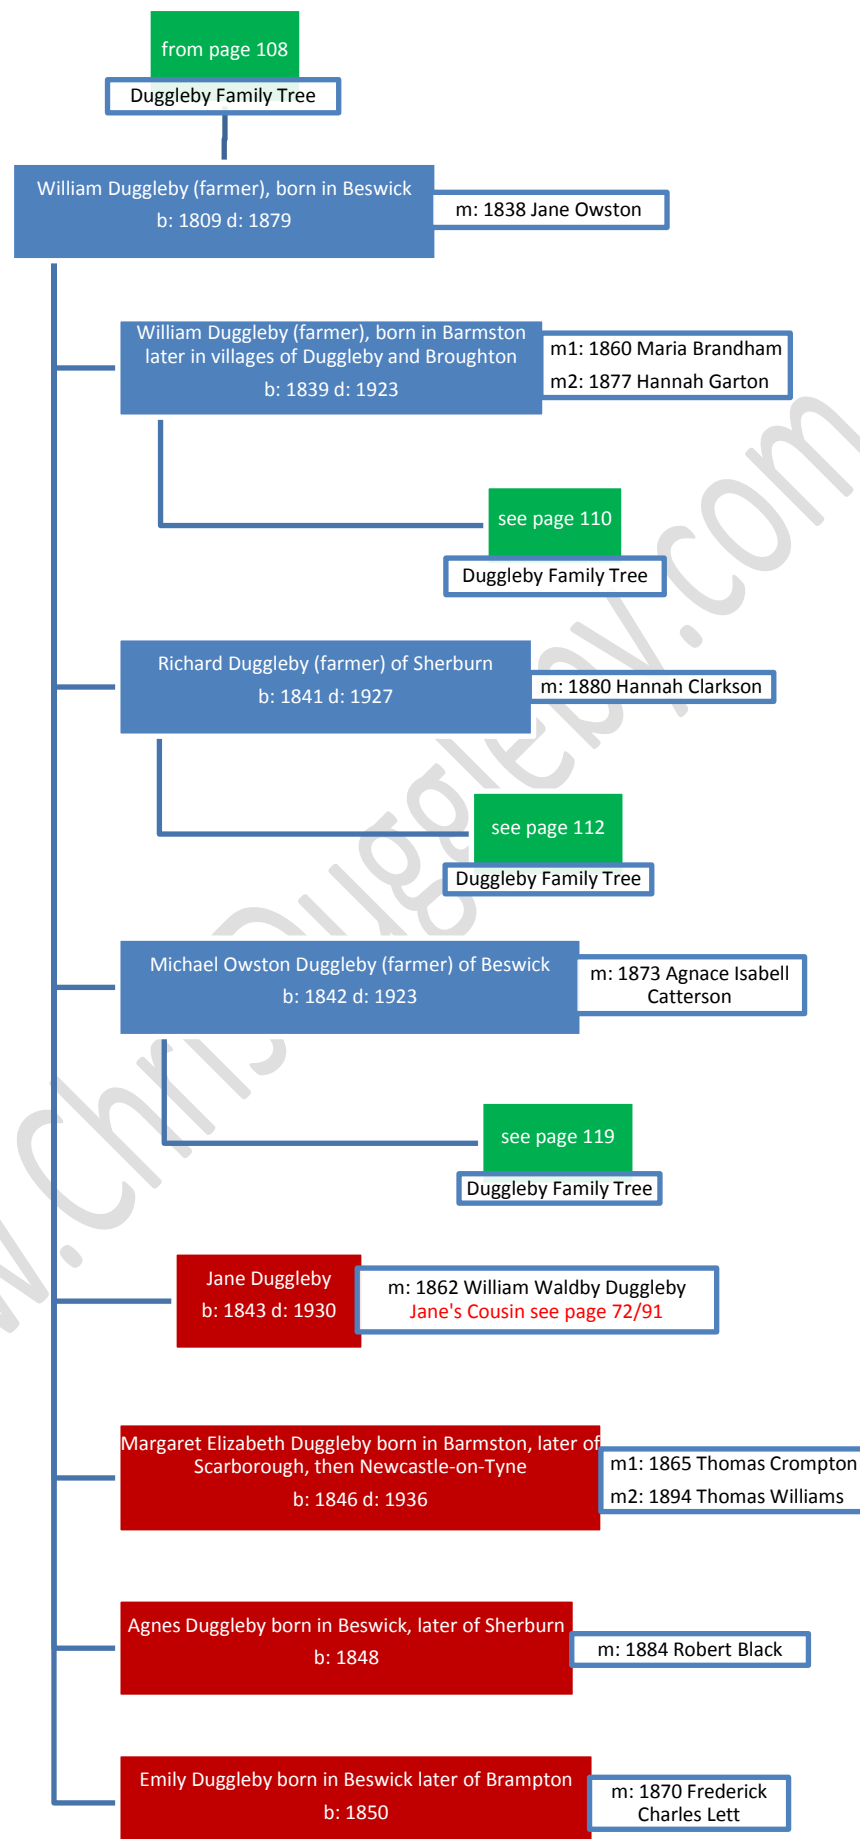 from page 108
Duggleby Family Tree
William Duggleby (farmer), born in Beswick
b: 1809 d: 1879
m: 1838 Jane Owston
William Duggleby (farmer), born in Barmston
later in villages of Duggleby and Broughton
b: 1839 d: 1923
m1: 1860 Maria Brandham
m2: 1877 Hannah Garton
see page 110
Duggleby Family Tree
Richard Duggleby (farmer) of Sherburn
b: 1841 d: 1927
m: 1880 Hannah Clarkson
see page 112
Duggleby Family Tree
Michael Owston Duggleby (farmer) of Beswick
b: 1842 d: 1923
m: 1873 Agnace Isabell
Catterson
see page 119
Duggleby Family Tree
Jane Duggleby
b: 1843 d: 1930
m: 1862 William Waldby Duggleby
Jane's Cousin see page 72/91
Margaret Elizabeth Duggleby born in Barmston, later of
Scarborough, then Newcastle-on-Tyne
b: 1846 d: 1936
m1: 1865 Thomas Crompton
m2: 1894 Thomas Williams
Agnes Duggleby born in Beswick, later of Sherburn
b: 1848
m: 1884 Robert Black
Emily Duggleby born in Beswick later of Brampton
b: 1850
m: 1870 Frederick
Charles Lett
w.ChrisDuggleby.com